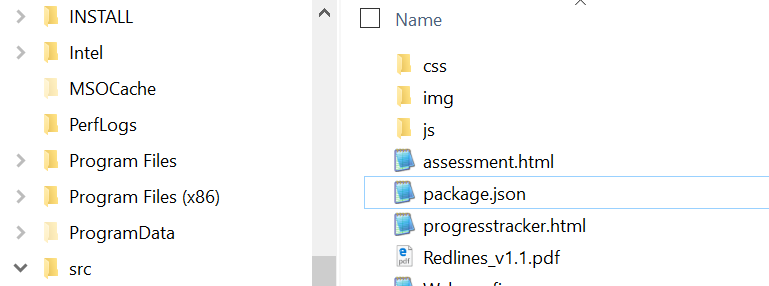 INSTALL
Intel
MSOCache
PerfLogs
Program Files
Program Files (x86)
ProgramData
src
Name
css
img
js
assessment.html
package.json
progresstracker.html
Redlines_v1.1.pdf